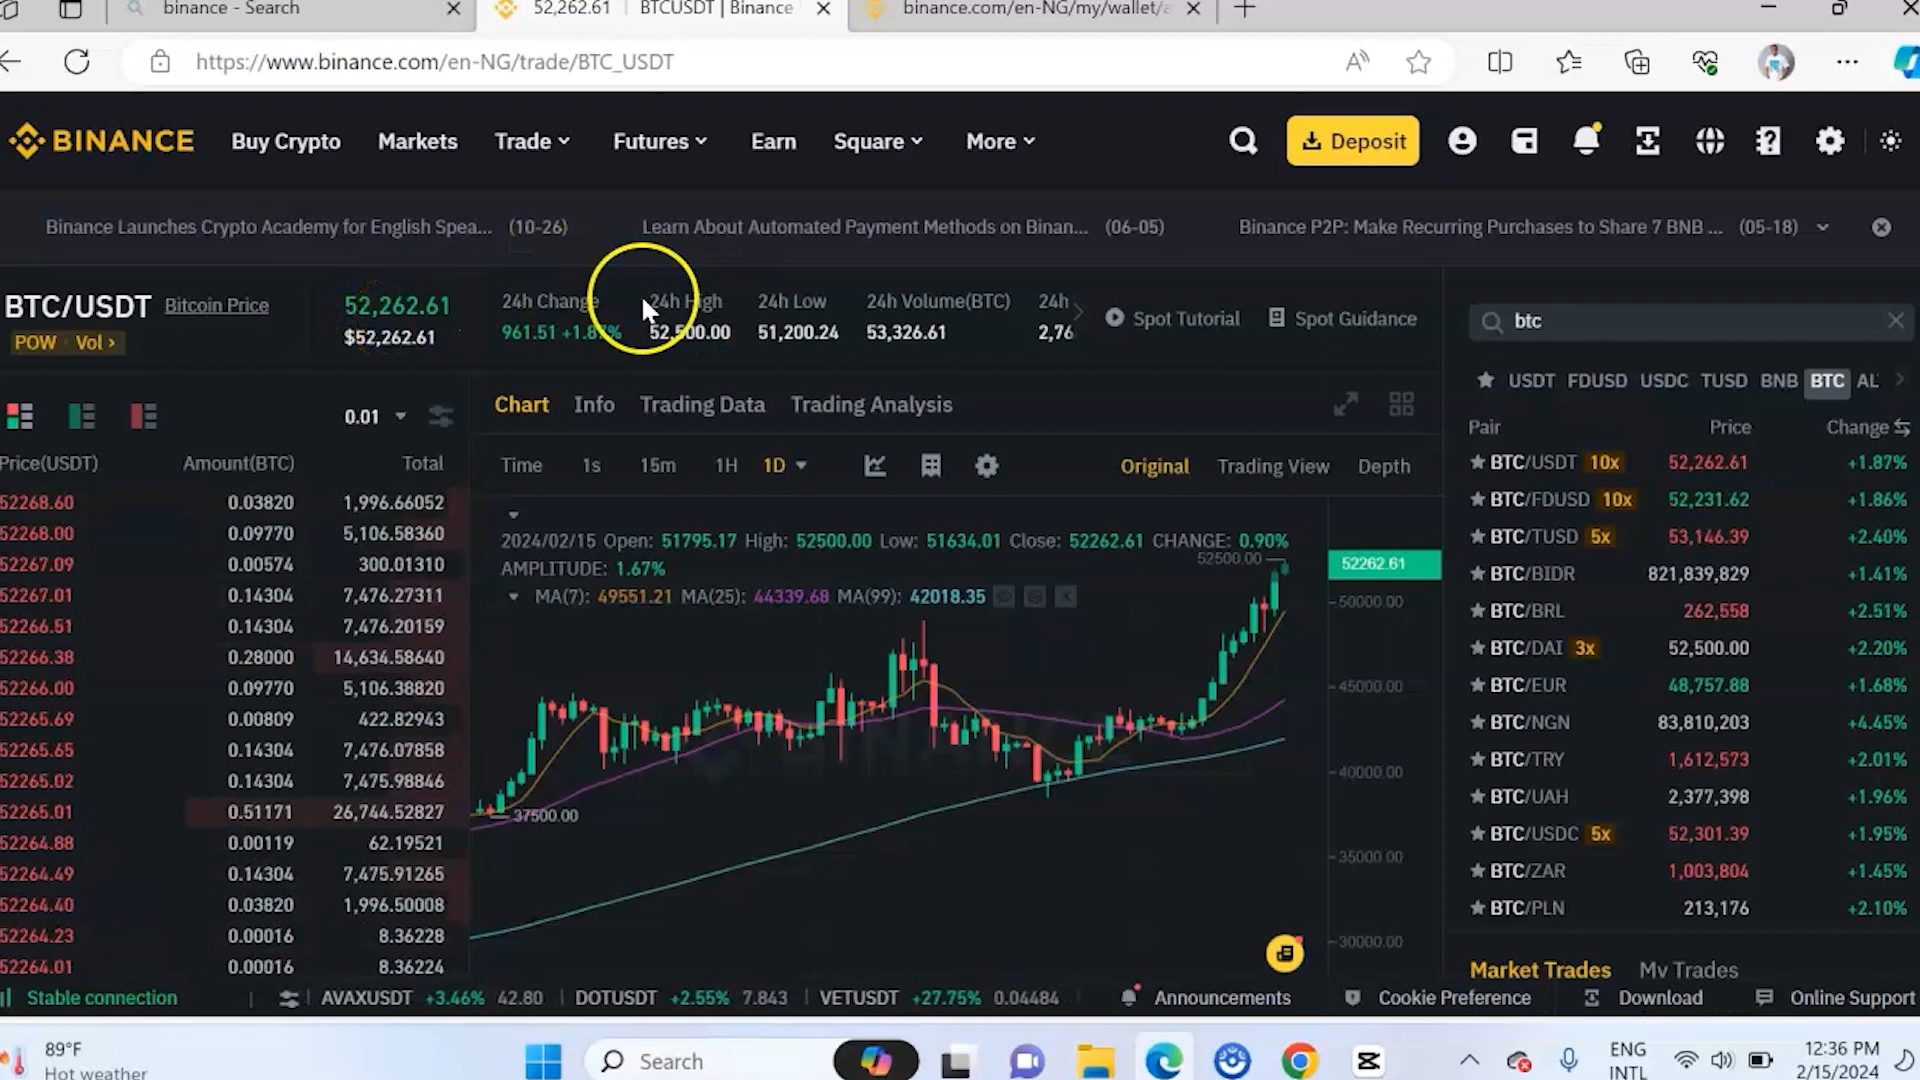 binance - Search
52,262.61 | BTCUSDT | Binance
binance.com/en-NG/my/wallet/a
https://www.binance.com/en-NG/trade/BTC_USDT
BINANCE Buy Crypto Markets Trade Futures Earn Square More Deposit
Binance Launches Crypto Academy for English Spea... (10-26) Learn About Automated Payment Methods on Binan... (06-05) Binance P2P: Make Recurring Purchases to Share 7 BNB ... (05-18)
BTC/USDT Bitcoin Price
POW Vol
52,262.61
$52,262.61
24h Change
961.51 +1.87%
24h High
52,500.00
24h Low
51,200.24
24h Volume(BTC)
53,326.61
24h
2,76
Spot Tutorial Spot Guidance
btc
0.01
Price(USDT) Amount(BTC) Total
52268.60 0.03820 1,996.66052
52268.00 0.09770 5,106.58360
52267.09 0.00574 300.01310
52267.01 0.14304 7,476.27311
52266.51 0.14304 7,476.20159
52266.38 0.28000 14,634.58640
52266.00 0.09770 5,106.38820
52265.69 0.00809 422.82943
52265.65 0.14304 7,476.07858
52265.02 0.14304 7,475.98846
52265.01 0.51171 26,744.52827
52264.88 0.00119 62.19521
52264.49 0.14304 7,475.91265
52264.40 0.03820 1,996.50008
52264.23 0.00016 8.36228
52264.01 0.00016 8.36224
Chart Info Trading Data Trading Analysis
Time 1s 15m 1H 1D Original Trading View Depth
2024/02/15 Open: 51795.17 High: 52500.00 Low: 51634.01 Close: 52262.61 CHANGE: 0.90%
AMPLITUDE: 1.67%
MA(7): 49551.21 MA(25): 44339.68 MA(99): 42018.35
52500.00
37500.00
52262.61
50000.00
45000.00
40000.00
35000.00
30000.00
USDT FDUSD USDC TUSD BNB BTC AL
Pair Price Change
BTC/USDT 10x 52,262.61 +1.87%
BTC/FDUSD 10x 52,231.62 +1.86%
BTC/TUSD 5x 53,146.39 +2.40%
BTC/BIDR 821,839,829 +1.41%
BTC/BRL 262,558 +2.51%
BTC/DAI 3x 52,500.00 +2.20%
BTC/EUR 48,757.88 +1.68%
BTC/NGN 83,810,203 +4.45%
BTC/TRY 1,612,573 +2.01%
BTC/UAH 2,377,398 +1.96%
BTC/USDC 5x 52,301.39 +1.95%
BTC/ZAR 1,003,804 +1.45%
BTC/PLN 213,176 +2.10%
Market Trades My Trades
Stable connection AVAXUSDT +3.46% 42.80 DOTUSDT +2.55% 7.843 VETUSDT +27.75% 0.04484 Announcements Cookie Preference Download Online Support
89°F
Hot weather
Search
ENG
INTL
12:36 PM
2/15/2024